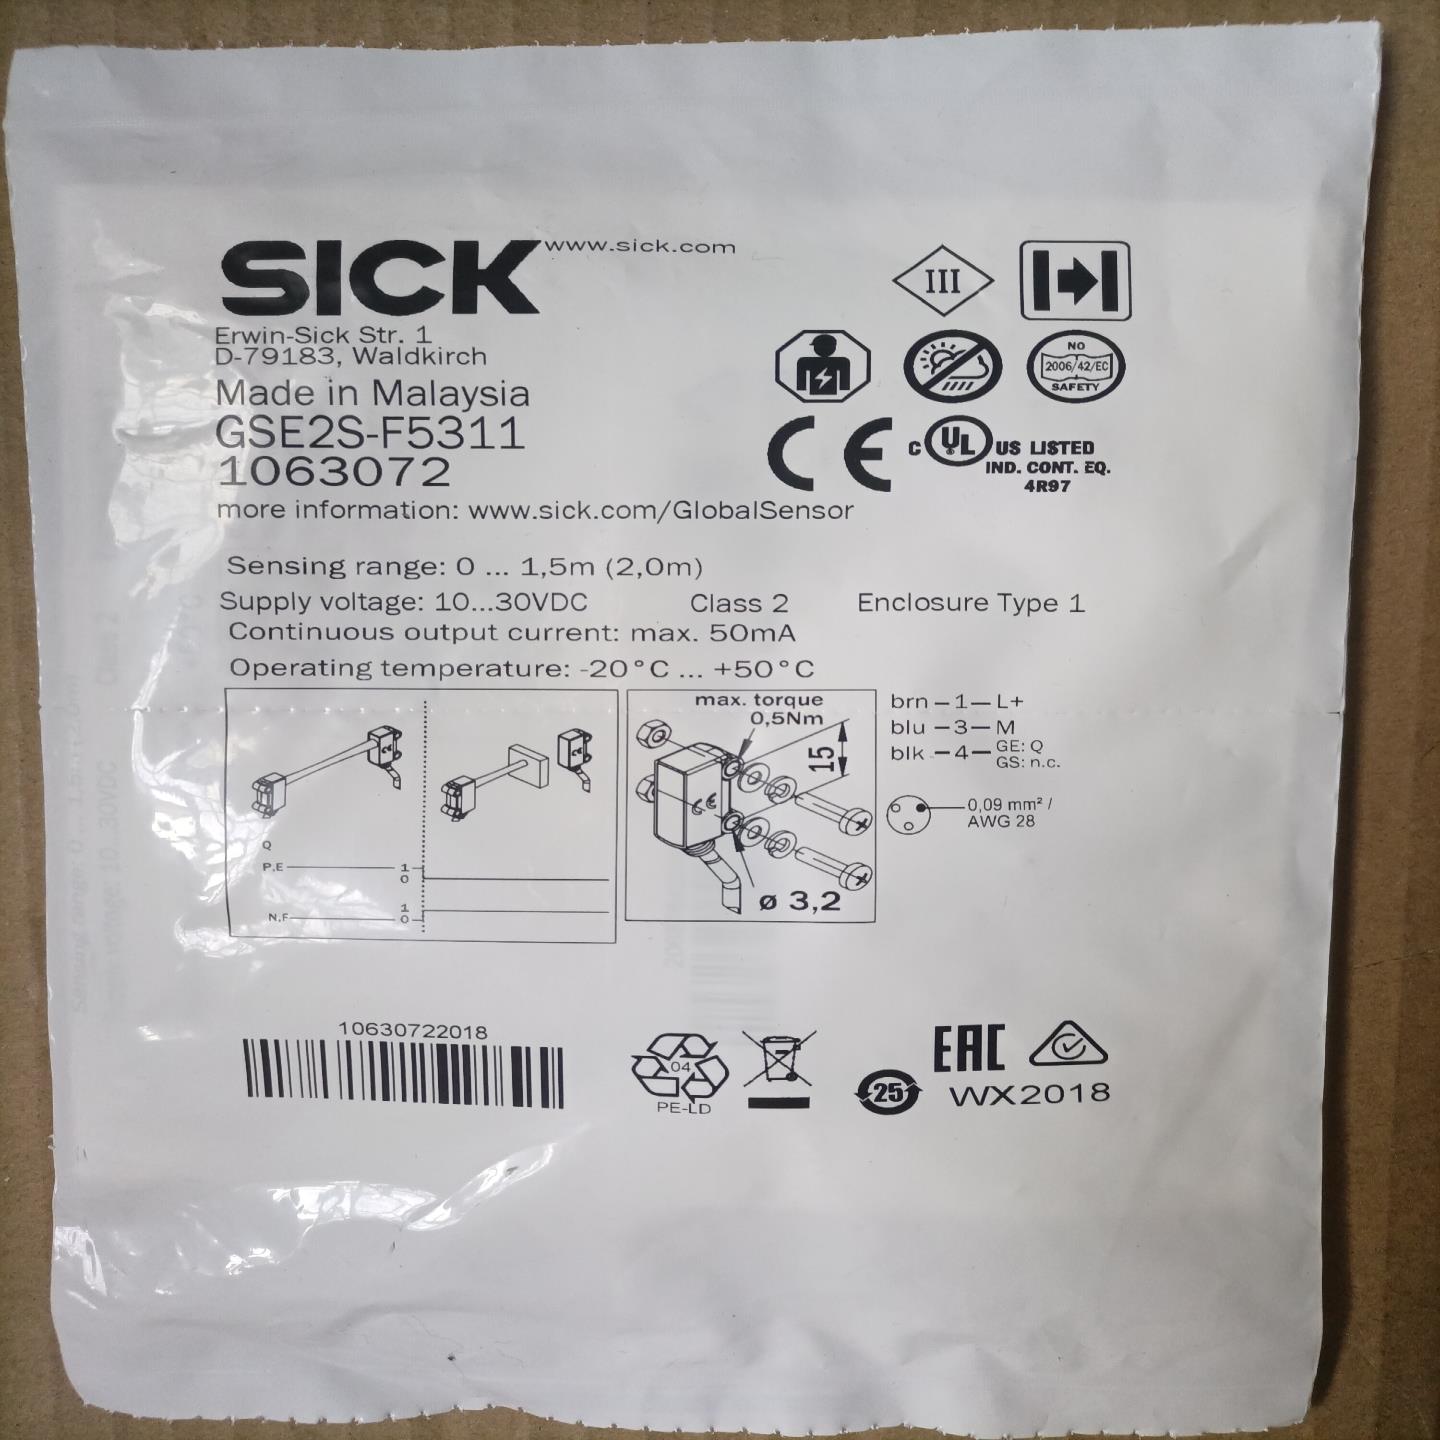 SICK www.sick.com
Erwin-Sick Str. 1
D-79183, Waldkirch
Made in Malaysia
GSE2S-F5311
1063072
more information: www.sick.com/GlobalSensor
III
NO
2006/42/EC
SAFETY
CE
C UL US LISTED
IND. CONT. EQ.
4R97
Sensing range: 0 ... 1,5m (2,0m)
Supply voltage: 10...30VDC Class 2 Enclosure Type 1
Continuous output current: max. 50mA
Operating temperature: -20°C ... +50°C
Q
P,E 1
0
N,F 1
0
max. torque
0,5Nm
15
CE
ø 3,2
brn – 1 – L+
blu – 3 – M
blk – 4 – GE: Q
GS: n.c.
0,09 mm² /
AWG 28
10630722018
04
PE-LD
25
EAC
WX2018